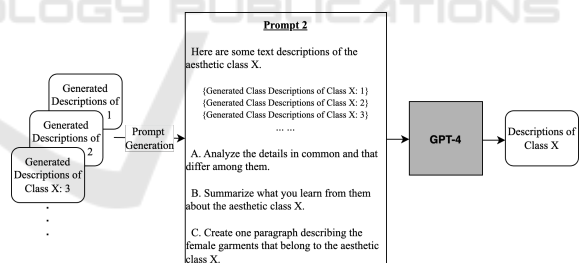 Prompt 2
Here are some text descriptions of the
aesthetic class X.
{Generated Class Descriptions of Class X: 1}
{Generated Class Descriptions of Class X: 2}
{Generated Class Descriptions of Class X: 3}
... ...
A. Analyze the details in common and that
differ among them.
B. Summarize what you learn from them
about the aesthetic class X.
C. Create one paragraph describing the
female garments that belong to the aesthetic
class X.
Generated
Descriptions of
1
Generated
Descriptions of
2
Generated
Descriptions of
Class X: 3
Prompt
Generation
GPT-4
Descriptions of
Class X